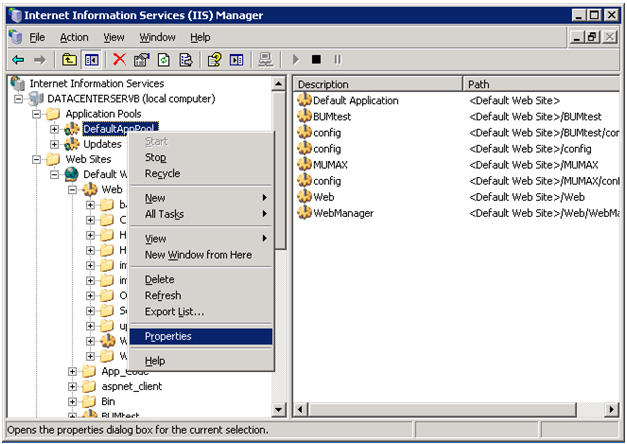 Internet Information Services (IIS) Manager
File Action View Window Help
Internet Information Services
DATACENTERSERVB (local computer)
Application Pools
DefaultAppPool
Updates
Web Sites
Default W
Web
b
C
H
H
in
in
O
S
up
W
W
App_Code
aspnet_client
Bin
BUMtest
Start
Stop
Recycle
New
All Tasks
View
New Window from Here
Delete
Refresh
Export List...
Properties
Help
Description Path
Default Application <Default Web Site>
BUMtest <Default Web Site>/BUMtest
config <Default Web Site>/BUMtest/cor
config <Default Web Site>/config
MUMAX <Default Web Site>/MUMAX
config <Default Web Site>/MUMAX/conf
Web <Default Web Site>/Web
WebManager <Default Web Site>/Web/WebMa
Opens the properties dialog box for the current selection.